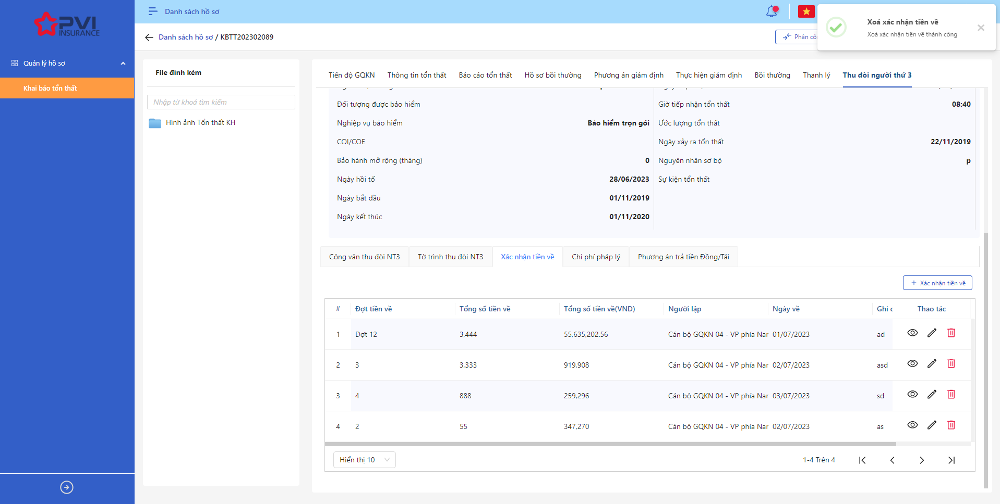 PVI
INSURANCE
Quản lý hồ sơ
Khai báo tổn thất
Danh sách hồ sơ
Xoá xác nhận tiền về
Xoá xác nhận tiền về thành công
Danh sách hồ sơ / KBTT202302089
Phân
File đính kèm
Nhập từ khoá tìm kiếm
Hình ảnh Tổn thất KH
Tiến độ GQKN Thông tin tổn thất Báo cáo tổn thất Hồ sơ bồi thường Phương án giám định Thực hiện giám định Bồi thường Thanh lý Thu đòi người thứ 3
Đối tượng được bảo hiểm
Nghiệp vụ bảo hiểm Bảo hiểm trọn gói
COI/COE
Bảo hành mở rộng (tháng) 0
Ngày hồi tố 28/06/2023
Ngày bắt đầu 01/11/2019
Ngày kết thúc 01/11/2020
Giờ tiếp nhận tổn thất 08:40
Ước lượng tổn thất
Ngày xảy ra tổn thất 22/11/2019
Nguyên nhân sơ bộ p
Sự kiện tổn thất
Công văn thu đòi NT3 Tờ trình thu đòi NT3 Xác nhận tiền về Chi phí pháp lý Phương án trả tiền Đồng/Tái
+ Xác nhận tiền về
# Đợt tiền về Tổng số tiền về Tổng số tiền về(VND) Người lập Ngày về Ghi Thao tác
1 Đợt 12 3,444 55,635,202.56 Cán bộ GQKN 04 - VP phía Nar 01/07/2023 ad
2 3 3,333 919,908 Cán bộ GQKN 04 - VP phía Nar 02/07/2023 asd
3 4 888 259,296 Cán bộ GQKN 04 - VP phía Nar 03/07/2023 sd
4 2 55 347,270 Cán bộ GQKN 04 - VP phía Nar 02/07/2023 as
Hiển thị 10
1-4 Trên 4